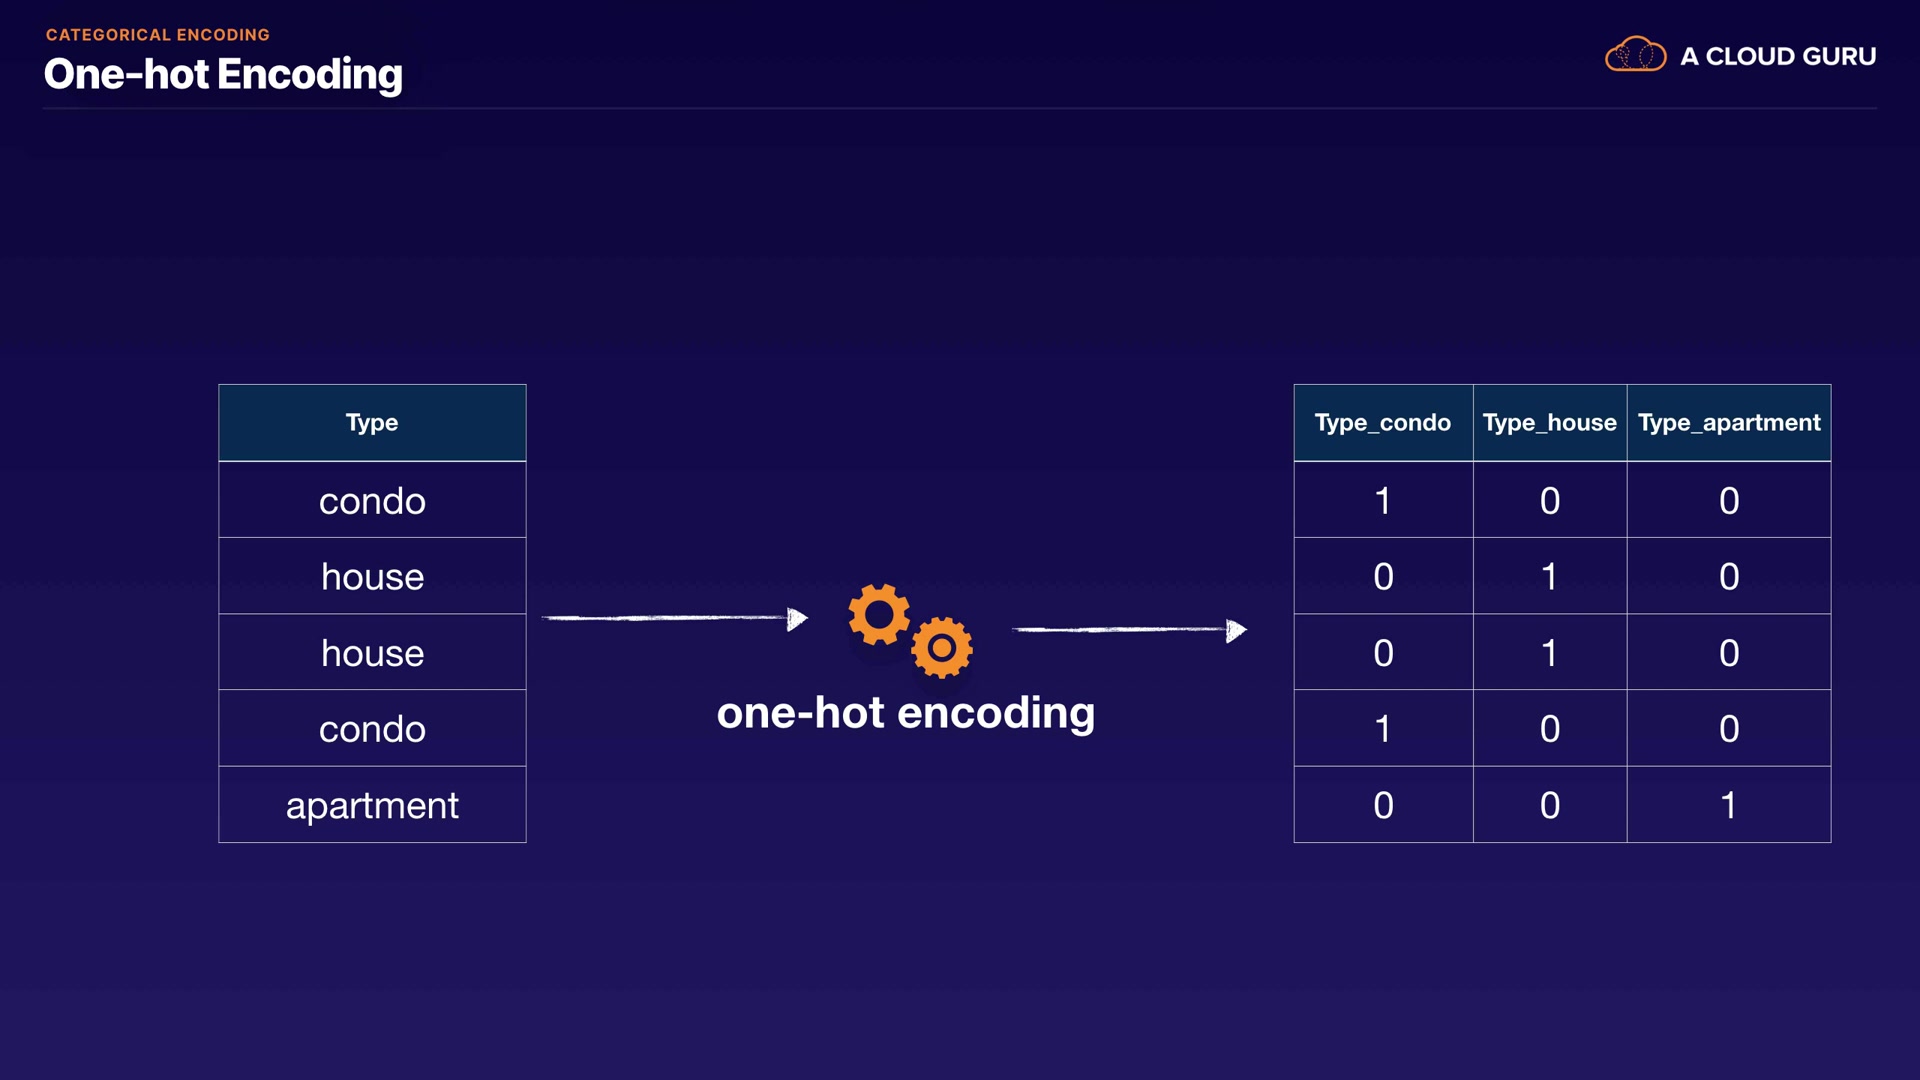 CATEGORICAL ENCODING
One-hot Encoding
A CLOUD GURU
Type
condo
house
house
condo
apartment
one-hot encoding
Type_condo Type_house Type_apartment
1 0 0
0 1 0
0 1 0
1 0 0
0 0 1